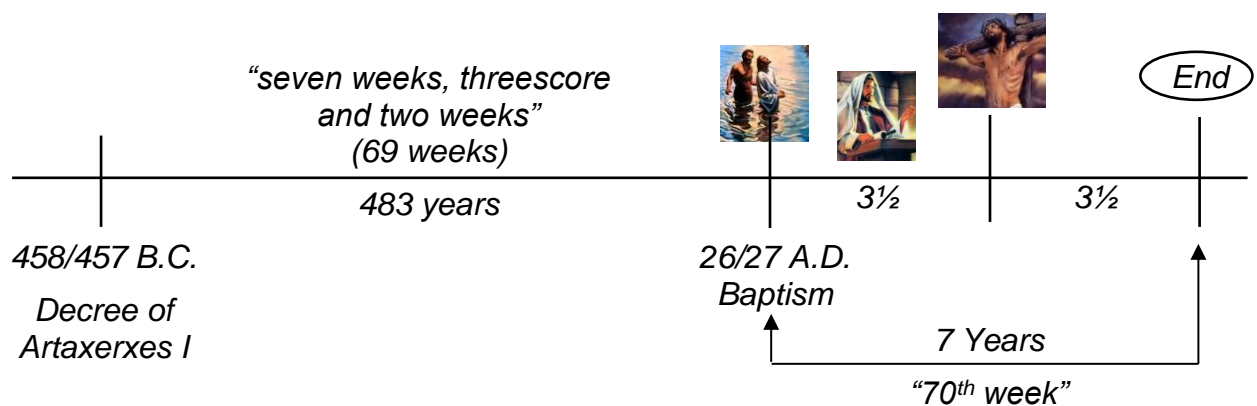 “seven weeks, threescore
and two weeks”
(69 weeks)
End
483 years
3½
3½
458/457 B.C.
Decree of
Artaxerxes I
26/27 A.D.
Baptism
7 Years
“70th week”